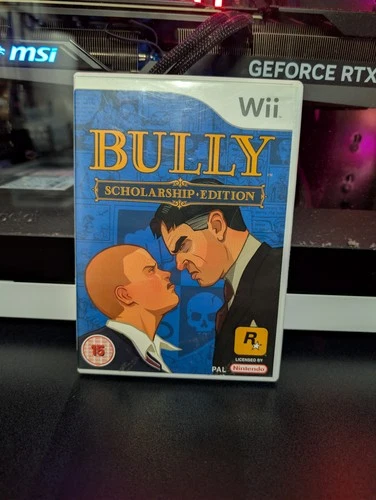 msi
GEFORCE RTX
Wii
BULLY
SCHOLARSHIP EDITION
R
15
LICENSED BY
PAL
Nintendo